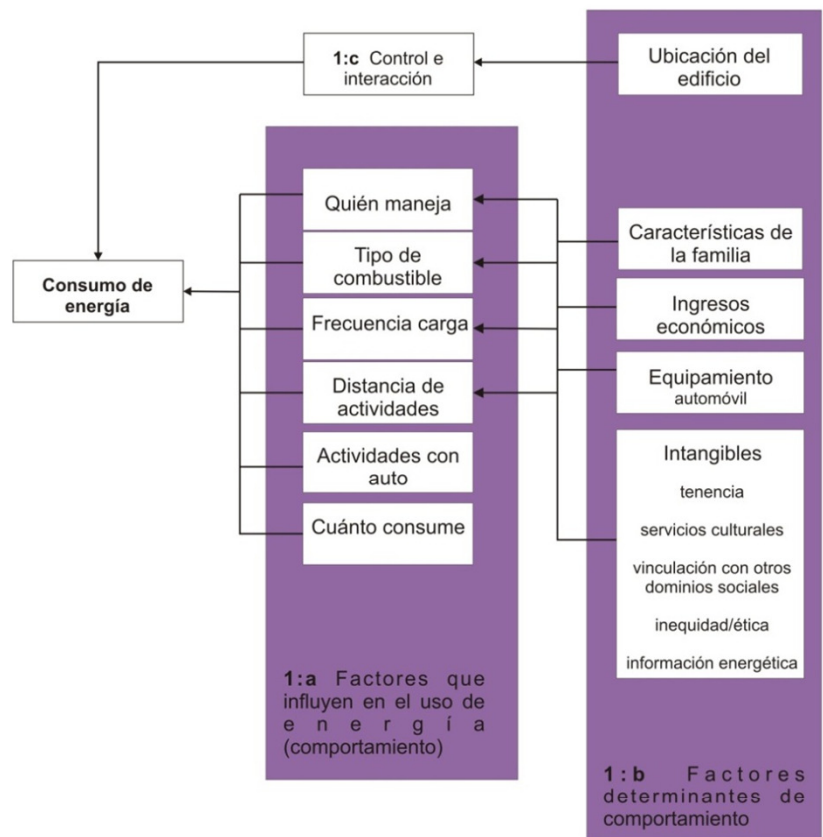 1:c Control e
interacción
Ubicación del
edificio
Consumo de
energía
Quién maneja
Tipo de
combustible
Frecuencia carga
Distancia de
actividades
Actividades con
auto
Cuánto consume
1:a Factores que
influyen en el uso de
energía
(comportamiento)
Características de
la familia
Ingresos
económicos
Equipamiento
automóvil
Intangibles
tenencia
servicios culturales
vinculación con otros
dominios sociales
inequidad/ética
información energética
1:b Factores
determinantes de
comportamiento